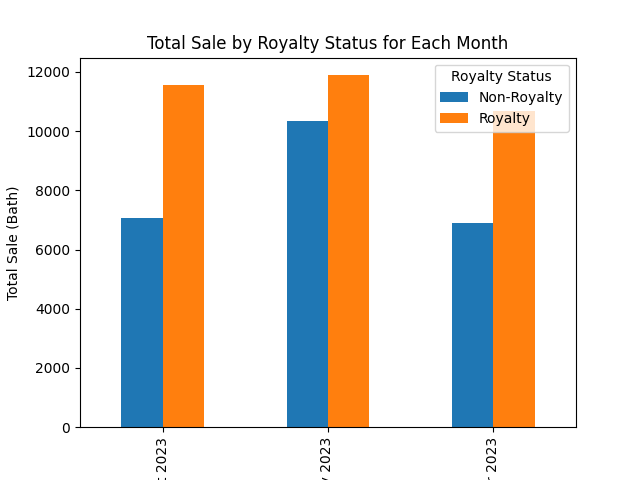 Total Sale by Royalty Status for Each Month
Royalty Status
Non-Royalty
Royalty
Total Sale (Bath)
12000
10000
8000
6000
4000
2000
0
2023
2023
2023